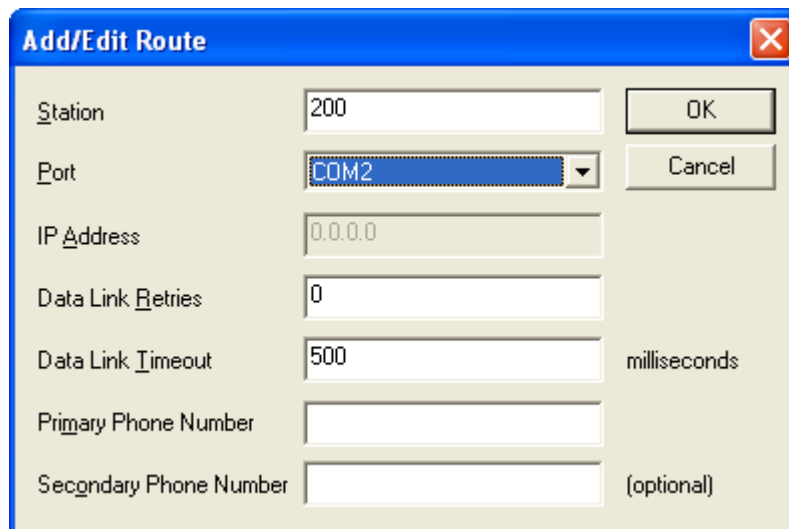 Add/Edit Route
Station 200 OK
Port COM2 Cancel
IP Address 0.0.0.0
Data Link Retries 0
Data Link Timeout 500 milliseconds
Primary Phone Number
Secondary Phone Number (optional)